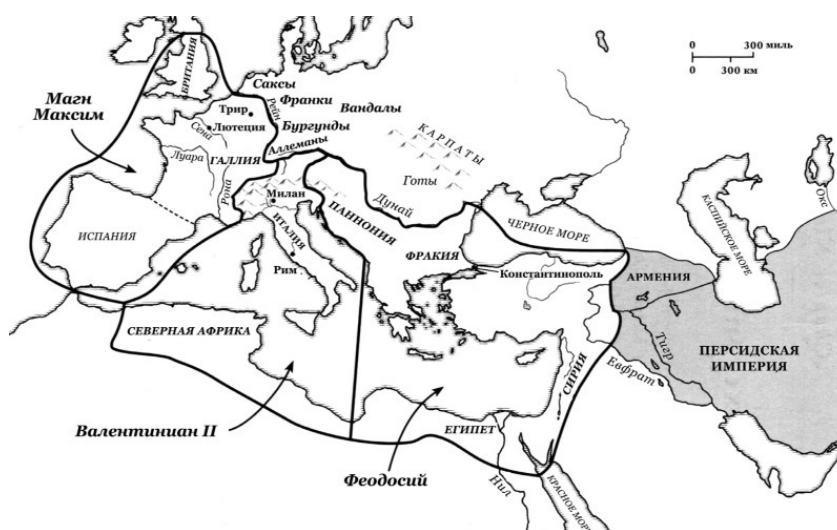 0 300 миль
0 300 км
БРИТАНИЯ
Саксы
Франки
Вандалы
Магн
Максим
Трир
Рейн
Лютеция
Сена
Бургунды
Аллеманы
КАРПАТЫ
Луара
ГАЛЛИЯ
Рона
Готы
Милан
Дунай
ПАННОНИЯ
ИСПАНИЯ
ИТАЛИЯ
Рим
ЧЕРНОЕ МОРЕ
КАСПИЙСКОЕ МОРЕ
Окс
ФРАКИЯ
Константинополь
АРМЕНИЯ
СЕВЕРНАЯ АФРИКА
СИРИЯ
Тигр
Евфрат
ПЕРСИДСКАЯ
ИМПЕРИЯ
Валентиниан II
ЕГИПЕТ
Феодосий
Нил
КРАСНОЕ МОРЕ